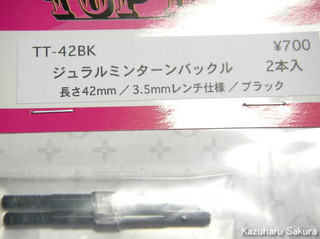 TT-42BK ¥700
ジュラルミンターンバックル 2本入
長さ42mm／3.5mmレンチ仕様／ブラック
Kazuharu Sakura